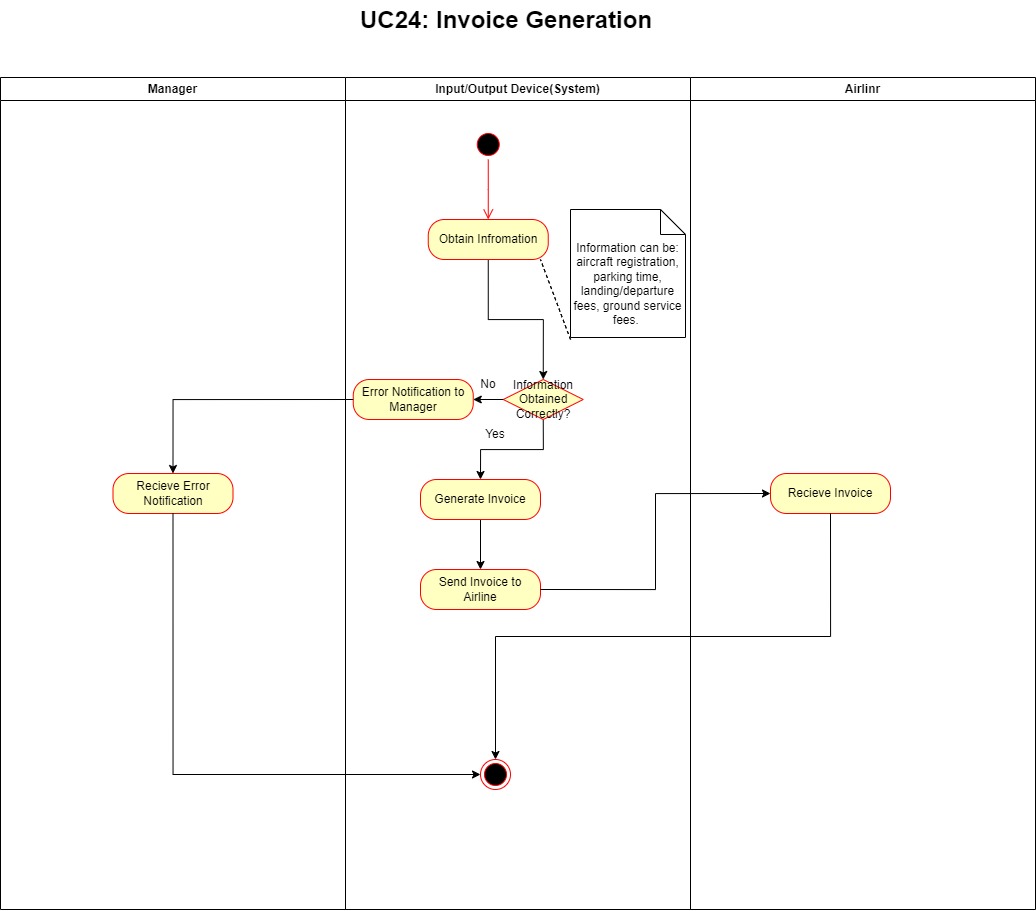 UC24: Invoice Generation
Manager
Input/Output Device(System)
Airlinr
Obtain Infromation
Information can be:
aircraft registration,
parking time,
landing/departure
fees, ground service
fees.
Error Notification to
Manager
No
Information
Obtained
Correctly?
Yes
Recieve Error
Notification
Generate Invoice
Recieve Invoice
Send Invoice to
Airline